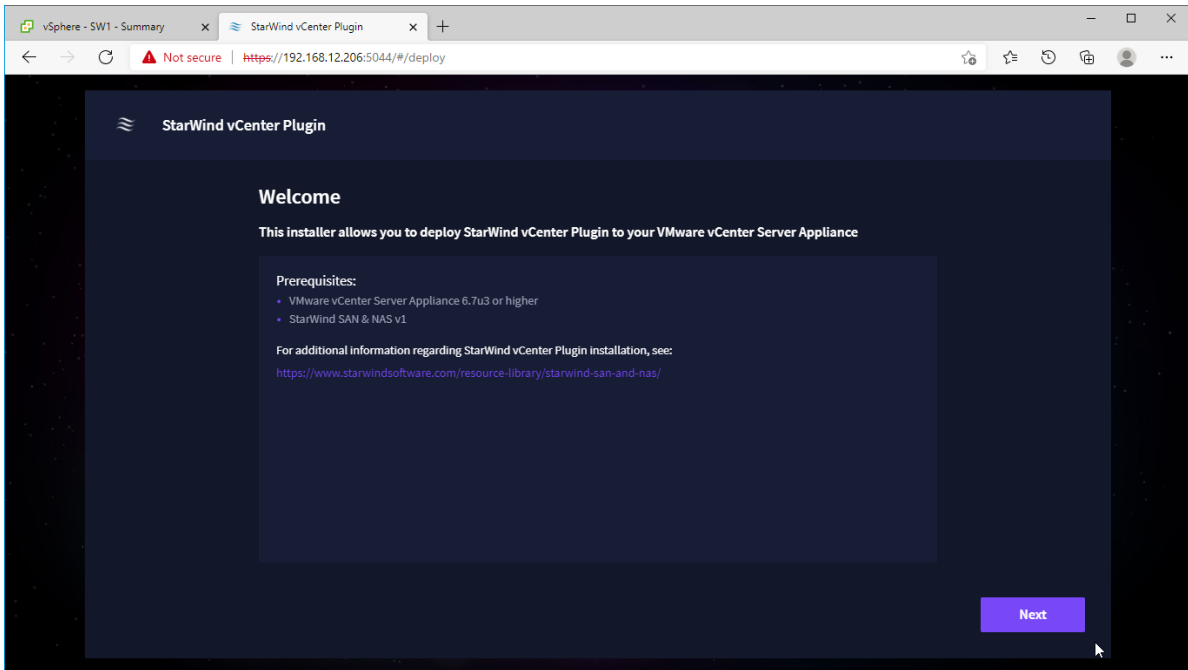 vSphere - SW1 - Summary
StarWind vCenter Plugin
Not secure
https://192.168.12.206:5044/#/deploy
StarWind vCenter Plugin
Welcome
This installer allows you to deploy StarWind vCenter Plugin to your VMware vCenter Server Appliance
Prerequisites:
• VMware vCenter Server Appliance 6.7u3 or higher
• StarWind SAN & NAS v1
For additional information regarding StarWind vCenter Plugin installation, see:
https://www.starwindsoftware.com/resource-library/starwind-san-and-nas/
Next